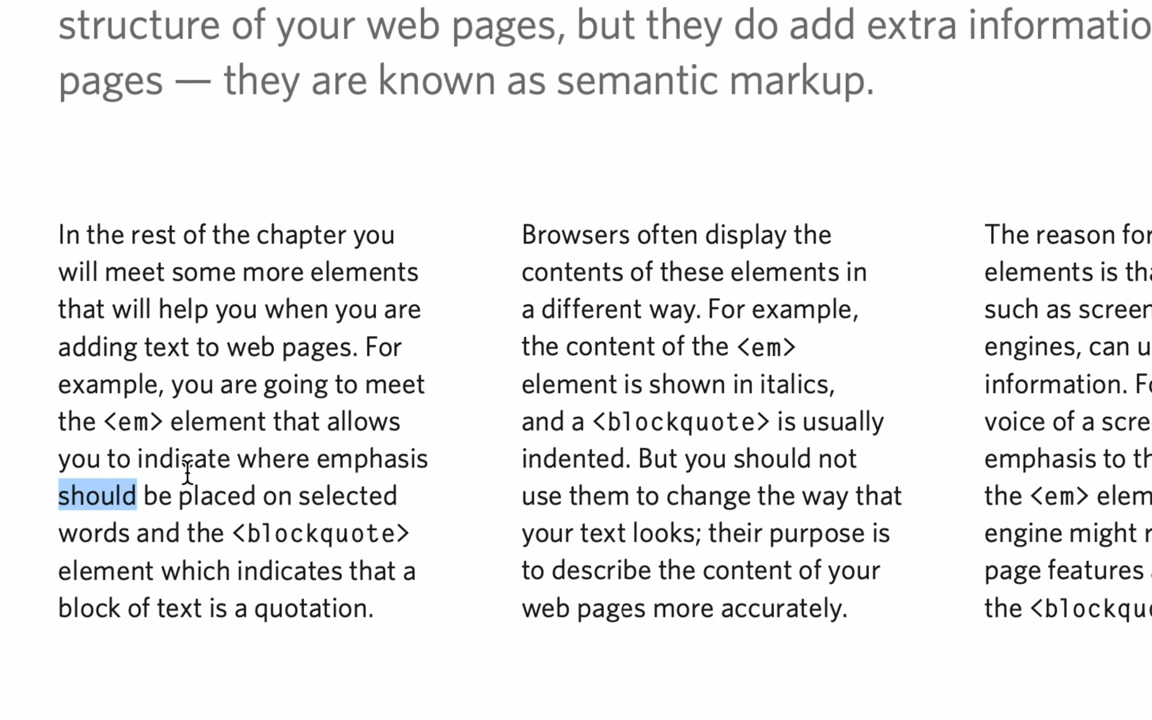 structure of your web pages, but they do add extra
pages — they are known as semantic markup.
In the rest of the chapter you
will meet some more elements
that will help you when you are
adding text to web pages. For
example, you are going to meet
the <em> element that allows
you to indicate where emphasis
should be placed on selected
words and the <blockquote>
element which indicates that a
block of text is a quotation.
Browsers often display the
contents of these elements in
a different way. For example,
the content of the <em>
element is shown in italics,
and a <blockquote> is usually
indented. But you should not
use them to change the way that
your text looks; their purpose is
to describe the content of your
web pages more accurately.
The reason for
elements is
such as screen
engines, can
information.
voice of a
emphasis to
the <em>
engine might
page features
the